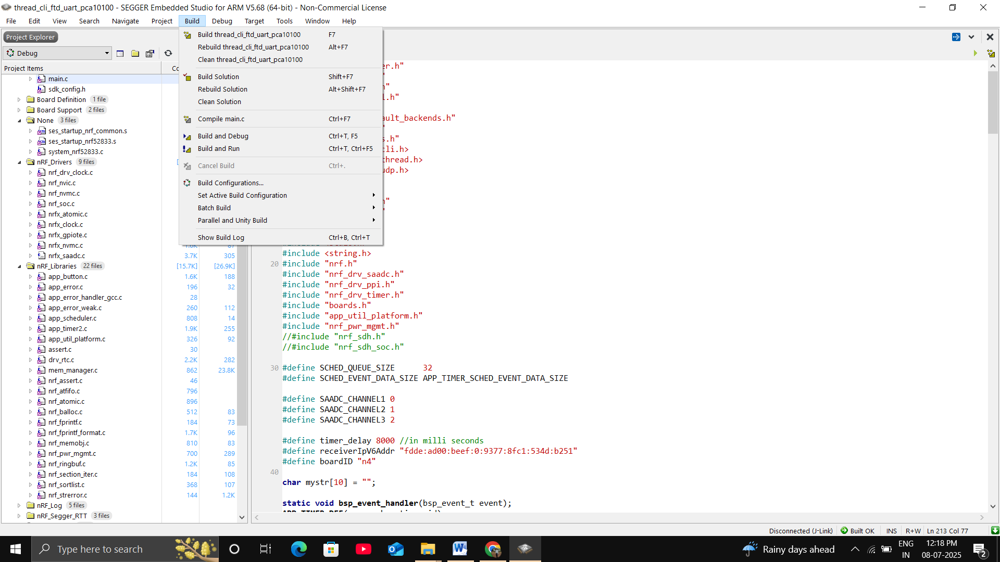 thread_cli_ftd_uart_pca10100 - SEGGER Embedded Studio for ARM V5.68 (64-bit) - Non-Commercial License
File Edit View Search Navigate Project Build Debug Target Tools Window Help
Project Explorer
Debug
Project Items Co
main.c
sdk_config.h
Board Definition 1 file
Board Support 2 files
None 3 files
ses_startup_nrf_common.s
ses_startup_nrf52833.s
system_nrf52833.c
nRF_Drivers 9 files [
nrf_drv_clock.c
nrf_nvic.c
nrf_nvmc.c
nrf_soc.c
nrfx_atomic.c
nrfx_clock.c
nrfx_gpiote.c
nrfx_nvmc.c 1.6K 87
nrfx_saadc.c 3.7K 305
nRF_Libraries 22 files [15.7K] [26.9K]
app_button.c 1.6K 188
app_error.c 196 32
app_error_handler_gcc.c 28
app_error_weak.c 260 112
app_scheduler.c 808 14
app_timer2.c 1.9K 255
app_util_platform.c 326 92
assert.c 30
drv_rtc.c 2.2K 282
mem_manager.c 862 23.8K
nrf_assert.c 46
nrf_atfifo.c 796
nrf_atomic.c 896
nrf_balloc.c 512 83
nrf_fprintf.c 184 73
nrf_fprintf_format.c 1.7K 96
nrf_memobj.c 810 83
nrf_pwr_mgmt.c 700 289
nrf_ringbuf.c 1.2K 85
nrf_section_iter.c 184 108
nrf_sortlist.c 368 107
nrf_strerror.c 144 1.2K
nRF_Log 5 files
nRF_Segger_RTT 3 files
Build thread_cli_ftd_uart_pca10100 F7
Rebuild thread_cli_ftd_uart_pca10100 Alt+F7
Clean thread_cli_ftd_uart_pca10100
Build Solution Shift+F7
Rebuild Solution Alt+Shift+F7
Clean Solution
Compile main.c Ctrl+F7
Build and Debug Ctrl+T, F5
Build and Run Ctrl+T, Ctrl+F5
Cancel Build Ctrl+.
Build Configurations...
Set Active Build Configuration
Batch Build
Parallel and Unity Build
Show Build Log Ctrl+B, Ctrl+T
er.h"
"
h"
l.h"
ault_backends.h"
"
s.h"
cli.h>
thread.h>
udp.h>
h"
"
#include <string.h>
20 #include "nrf.h"
#include "nrf_drv_saadc.h"
#include "nrf_drv_ppi.h"
#include "nrf_drv_timer.h"
#include "boards.h"
#include "app_util_platform.h"
#include "nrf_pwr_mgmt.h"
//#include "nrf_sdh.h"
//#include "nrf_sdh_soc.h"
30 #define SCHED_QUEUE_SIZE 32
#define SCHED_EVENT_DATA_SIZE APP_TIMER_SCHED_EVENT_DATA_SIZE
#define SAADC_CHANNEL1 0
#define SAADC_CHANNEL2 1
#define SAADC_CHANNEL3 2
#define timer_delay 8000 //in milli seconds
#define receiverIpV6Addr "fdde:ad00:beef:0:9377:8fc1:534d:b251"
#define boardID "n4"
40
char mystr[10] = "";
static void bsp_event_handler(bsp_event_t event);
Disconnected (J-Link) Built OK INS R+W Ln 213 Col 77
Type here to search
Rainy days ahead
ENG
IN
12:18 PM
08-07-2025
2